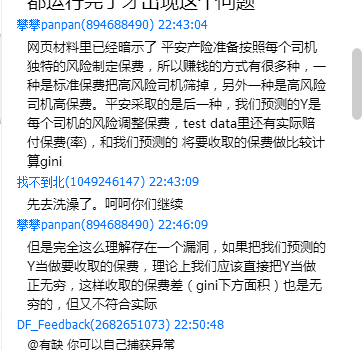 都运行完了才出现这个问题
攀攀panpan(894688490) 22:43:04
网页材料里已经暗示了 平安产险准备按照每个司机
独特的风险制定保费，所以赚钱的方式有很多种，一
种是标准保费把高风险司机筛掉，另外一种是高风险
司机高保费。平安采取的是后一种，我们预测的Y是
每个司机的风险调整保费，test data里还有实际赔
付保费(率)，和我们预测的 将要收取的保费做比较计
算gini
找不到北(1049246147) 22:43:09
先去洗澡了。呵呵你们继续
攀攀panpan(894688490) 22:46:09
但是完全这么理解存在一个漏洞，如果把我们预测的
Y当做要收取的保费，理论上我们应该直接把Y当做
正无穷，这样收取的保费差（gini下方面积）也是无
穷的，但又不符合实际
DF_Feedback(2682651073) 22:50:48
@有缺 你可以自己捕获异常